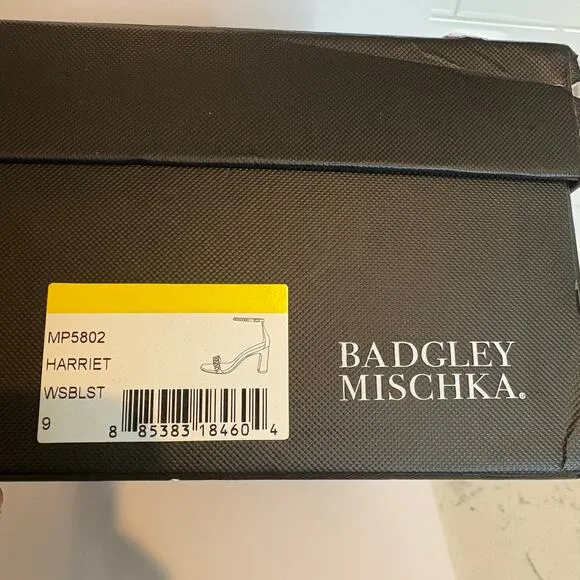 MP5802
HARRIET
WSBLST
9
8 85383 18460 4
BADGLEY
MISCHKA®